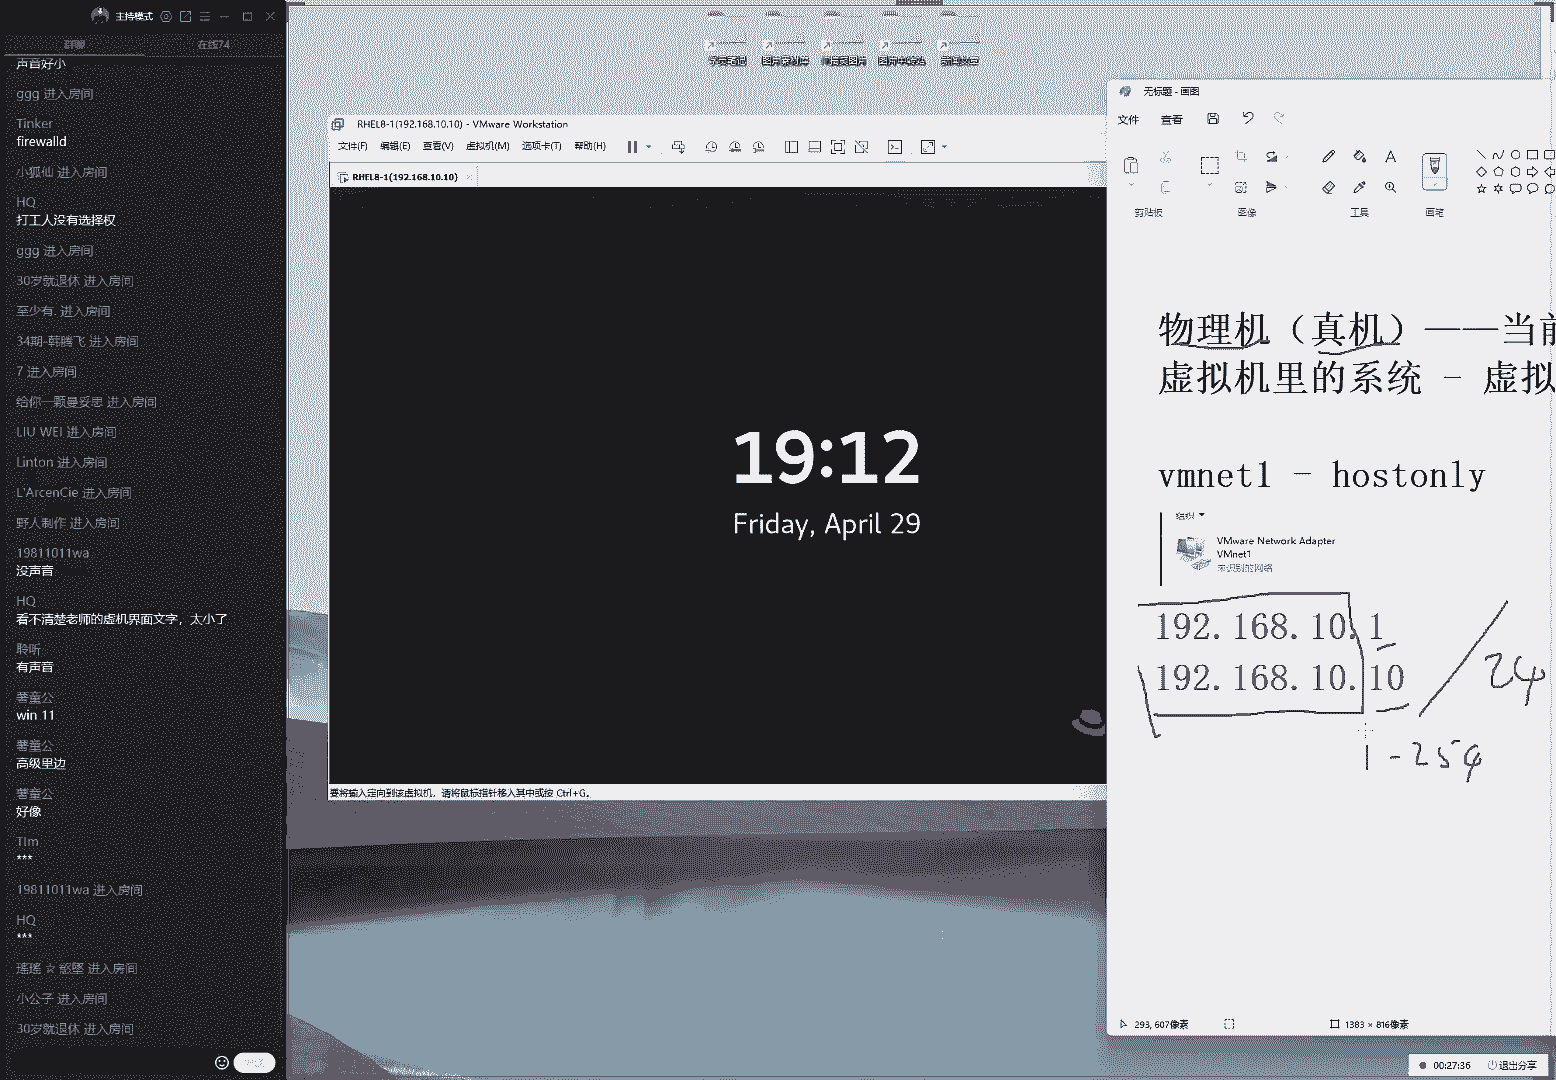 主持模式
群聊
在线74
声音好小
ggg 进入房间
Tinker
firewalld
小狐仙 进入房间
HQ
打工人没有选择权
ggg 进入房间
30岁就退休 进入房间
至少有. 进入房间
34期-韩腾飞 进入房间
7 进入房间
给你一颗曼妥思 进入房间
LIU WEI 进入房间
Linton 进入房间
L'ArcenCie 进入房间
野人制作 进入房间
19811011wa
没声音
HQ
看不清楚老师的虚机界面文字，太小了
聆听
有声音
薯童公
win 11
薯童公
高级里边
薯童公
好像
Tim
***
19811011wa 进入房间
HQ
***
小公子 进入房间
30岁就退休 进入房间
RHEL8-1(192.168.10.10) - VMware Workstation
文件(F) 编辑(E) 查看(V) 虚拟机(M) 选项卡(T) 帮助(H)
RHEL8-1(192.168.10.10)
19:12
Friday, April 29
要将输入定向到该虚拟机，请将鼠标指针移入其中或按 Ctrl+G。
无标题 - 画图
文件 查看
剪贴板 图像 工具 画笔
物理机（真机）——当前
虚拟机里的系统 - 虚拟
vmnet1 - hostonly
组织
VMware Network Adapter
VMnet1
未识别的网络
192.168.10.1
192.168.10.10
/24
1-254
293, 607像素
1383 × 816像素
00:27:36
退出分享